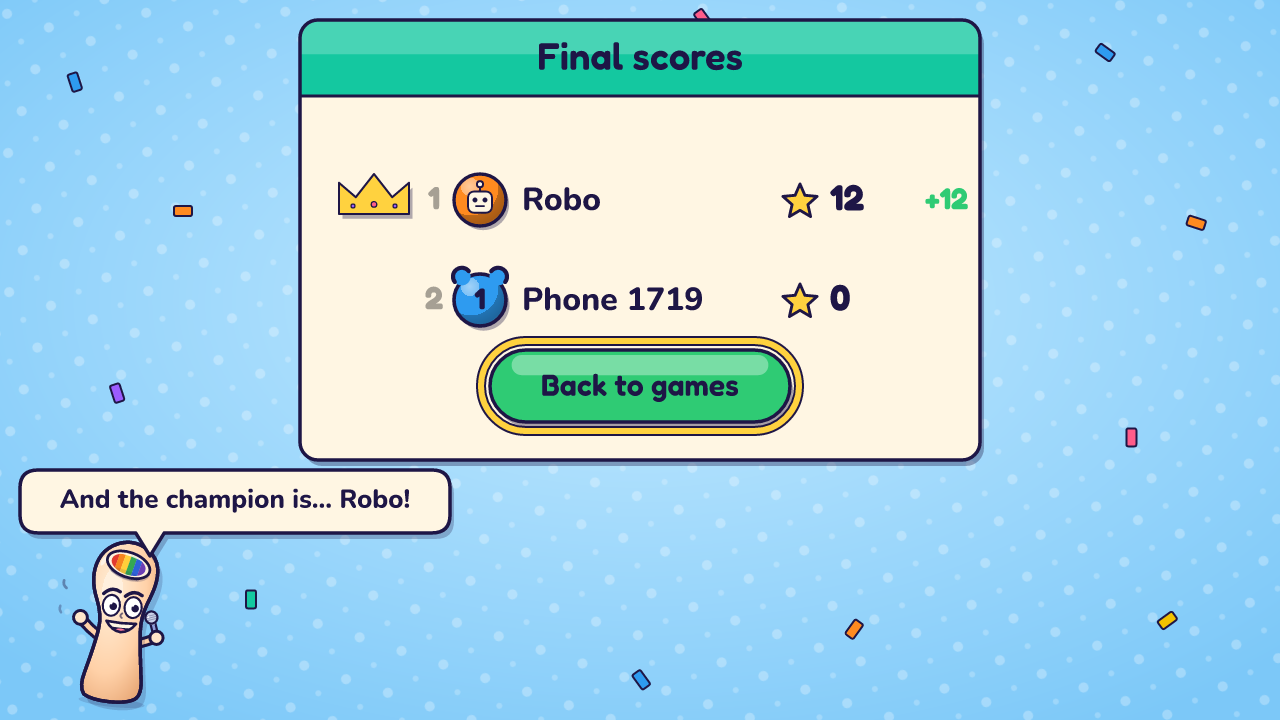 Final scores
1 Robo 12 +12
2 1 Phone 1719 0
Back to games
And the champion is... Robo!